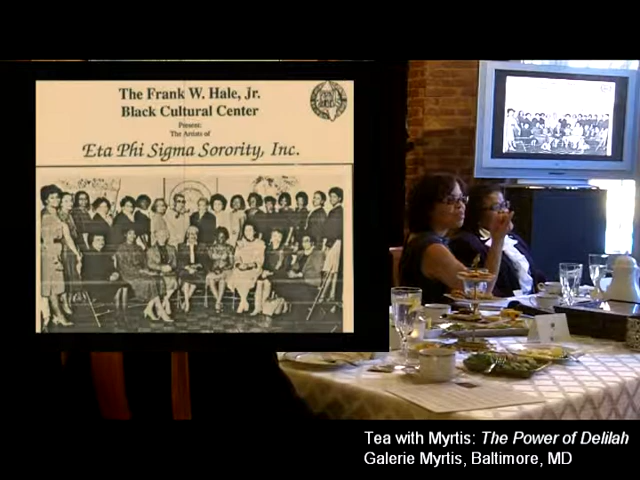 The Frank W. Hale, Jr.
Black Cultural Center
Present:
The Artists of
Eta Phi Sigma Sorority, Inc.
Tea with Myrtis: The Power of Delilah
Galerie Myrtis, Baltimore, MD